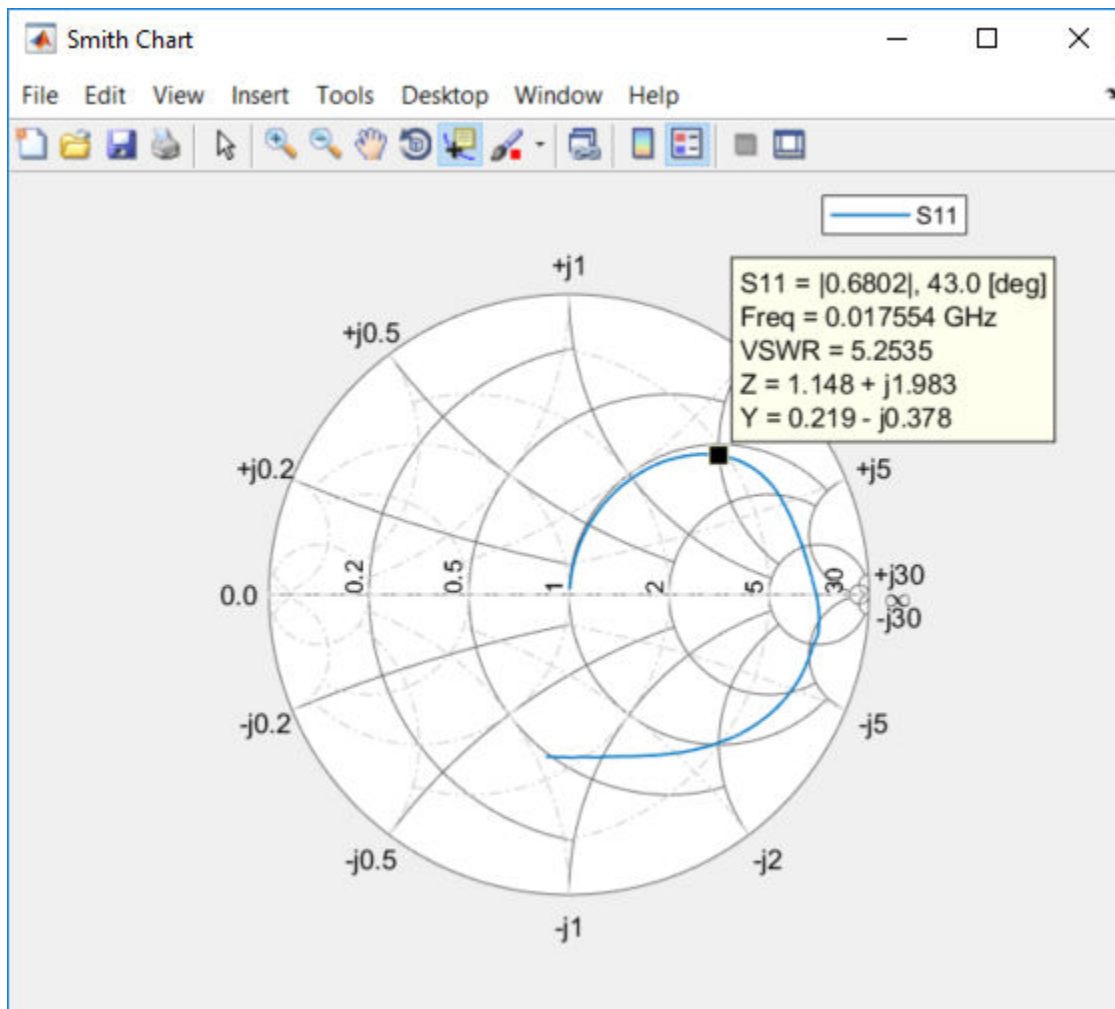 Smith Chart
File Edit View Insert Tools Desktop Window Help
S11
S11 = |0.6802|, 43.0 [deg]
Freq = 0.017554 GHz
VSWR = 5.2535
Z = 1.148 + j1.983
Y = 0.219 - j0.378
+j1
+j0.5
+j0.2
+j5
0.0
0.2
0.5
1
2
5
30
+j30
∞
-j30
-j0.2
-j5
-j0.5
-j2
-j1